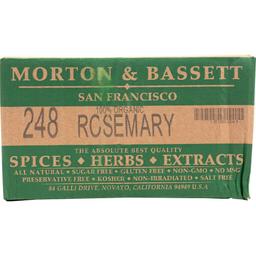 MORTON & BASSETT
SAN FRANCISCO
100% ORGANIC
248 ROSEMARY
THE ABSOLUTE BEST QUALITY
SPICES • HERBS • EXTRACTS
ALL NATURAL • SUGAR FREE • GLUTEN FREE • NON-GMO • NO MSG
PRESERVATIVE FREE • KOSHER • NON-IRRADIATED • SALT FREE
84 GALLI DRIVE, NOVATO, CALIFORNIA 94949 U.S.A